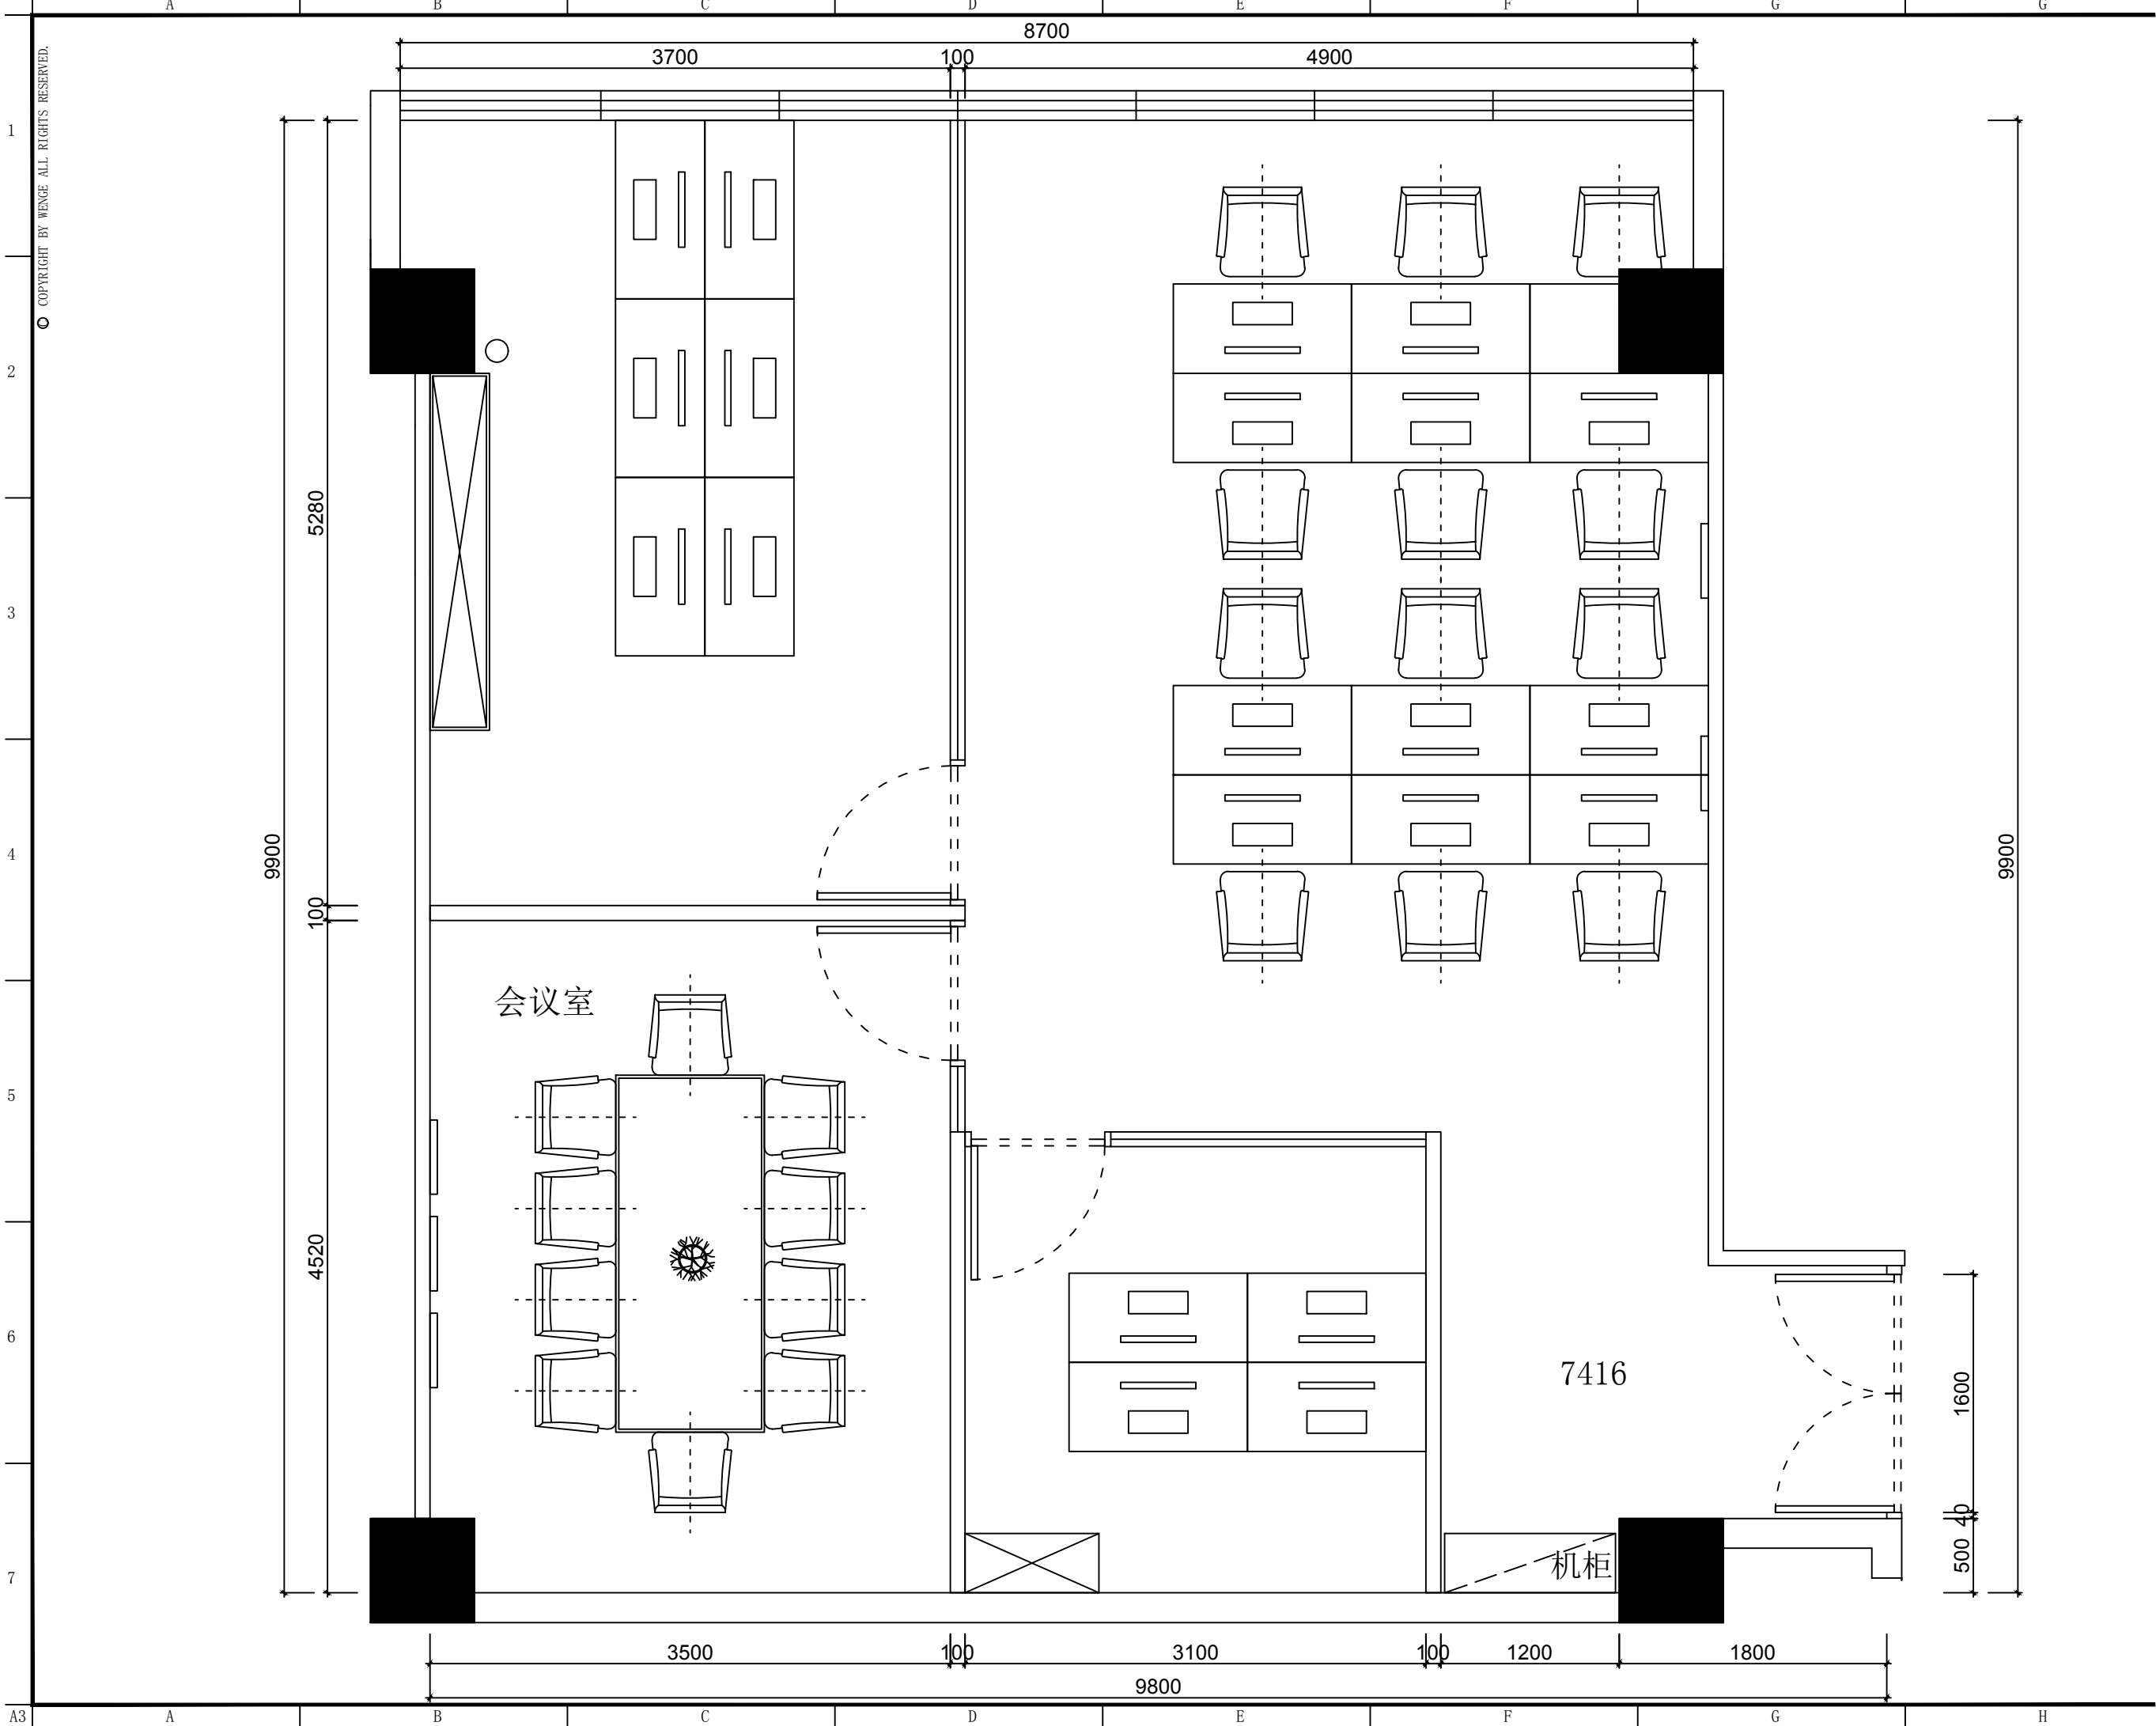 A B C D E F G G
8700
3700 100 4900
© COPYRIGHT BY WENGE ALL RIGHTS RESERVED.
1
2
3
4
5
6
7
5280
9900
100
4520
9900
会议室
7416
1600
40
500
机柜
3500 100 3100 100 1200 1800
9800
A3 A B C D E F G H